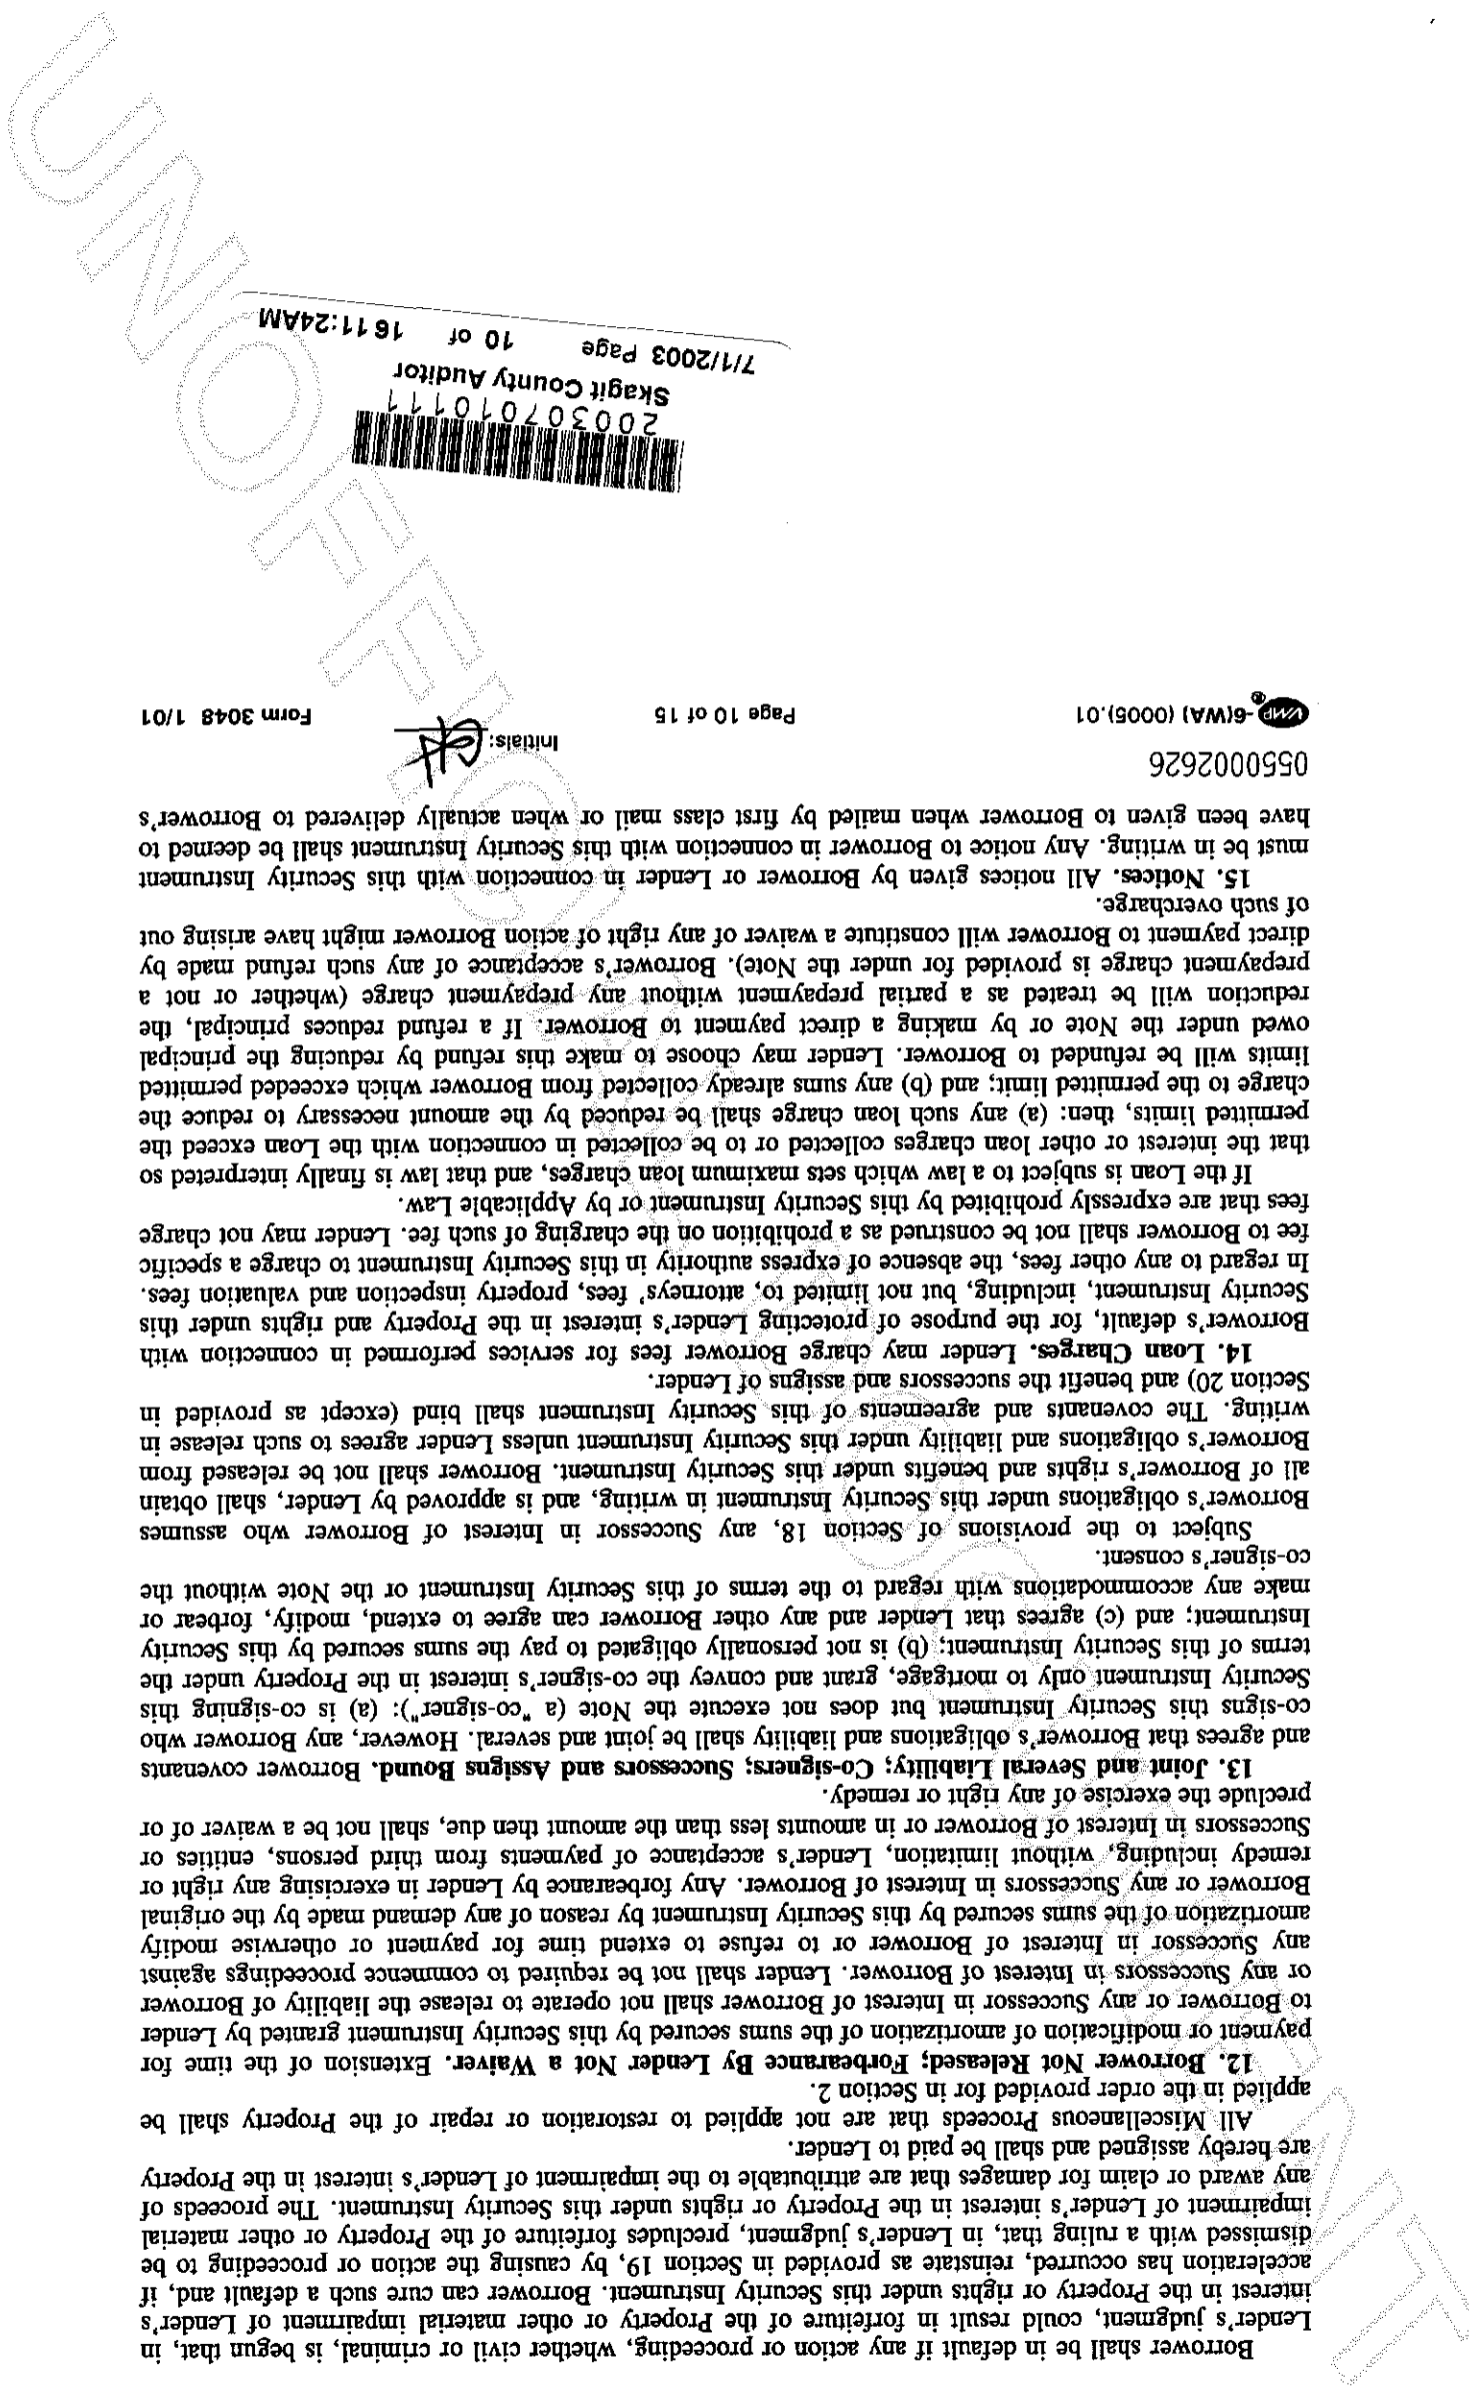 Borrower shall be in default if any action or proceeding, whether civil or criminal, is begun that, in
Lender's judgment, could result in forfeiture of the Property or other material impairment of Lender's
interest in the Property or rights under this Security Instrument. Borrower can cure such a default and, if
acceleration has occurred, reinstate as provided in Section 19, by causing the action or proceeding to be
dismissed with a ruling that, in Lender's judgment, precludes forfeiture of the Property or other material
impairment of Lender's interest in the Property or rights under this Security Instrument. The proceeds of
any award or claim for damages that are attributable to the impairment of Lender's interest in the Property
are hereby assigned and shall be paid to Lender.
All Miscellaneous Proceeds that are not applied to restoration or repair of the Property shall be
applied in the order provided for in Section 2.
12. Borrower Not Released; Forbearance By Lender Not a Waiver. Extension of the time for
payment or modification of amortization of the sums secured by this Security Instrument granted by Lender
to Borrower or any Successor in Interest of Borrower shall not operate to release the liability of Borrower
or any Successors in Interest of Borrower. Lender shall not be required to commence proceedings against
any Successor in Interest of Borrower or to refuse to extend time for payment or otherwise modify
amortization of the sums secured by this Security Instrument by reason of any demand made by the original
Borrower or any Successors in Interest of Borrower. Any forbearance by Lender in exercising any right or
remedy including, without limitation, Lender's acceptance of payments from third persons, entities or
Successors in Interest of Borrower or in amounts less than the amount then due, shall not be a waiver of or
preclude the exercise of any right or remedy.
13. Joint and Several Liability; Co-signers; Successors and Assigns Bound. Borrower covenants
and agrees that Borrower's obligations and liability shall be joint and several. However, any Borrower who
co-signs this Security Instrument but does not execute the Note (a "co-signer"): (a) is co-signing this
Security Instrument only to mortgage, grant and convey the co-signer's interest in the Property under the
terms of this Security Instrument; (b) is not personally obligated to pay the sums secured by this Security
Instrument; and (c) agrees that Lender and any other Borrower can agree to extend, modify, forbear or
make any accommodations with regard to the terms of this Security Instrument or the Note without the
co-signer's consent.
Subject to the provisions of Section 18, any Successor in Interest of Borrower who assumes
Borrower's obligations under this Security Instrument in writing, and is approved by Lender, shall obtain
all of Borrower's rights and benefits under this Security Instrument. Borrower shall not be released from
Borrower's obligations and liability under this Security Instrument unless Lender agrees to such release in
writing. The covenants and agreements of this Security Instrument shall bind (except as provided in
Section 20) and benefit the successors and assigns of Lender.
14. Loan Charges. Lender may charge Borrower fees for services performed in connection with
Borrower's default, for the purpose of protecting Lender's interest in the Property and rights under this
Security Instrument, including, but not limited to, attorneys' fees, property inspection and valuation fees.
In regard to any other fees, the absence of express authority in this Security Instrument to charge a specific
fee to Borrower shall not be construed as a prohibition on the charging of such fee. Lender may not charge
fees that are expressly prohibited by this Security Instrument or by Applicable Law.
If the Loan is subject to a law which sets maximum loan charges, and that law is finally interpreted so
that the interest or other loan charges collected or to be collected in connection with the Loan exceed the
permitted limits, then: (a) any such loan charge shall be reduced by the amount necessary to reduce the
charge to the permitted limit; and (b) any sums already collected from Borrower which exceeded permitted
limits will be refunded to Borrower. Lender may choose to make this refund by reducing the principal
owed under the Note or by making a direct payment to Borrower. If a refund reduces principal, the
reduction will be treated as a partial prepayment without any prepayment charge (whether or not a
prepayment charge is provided for under the Note). Borrower's acceptance of any such refund made by
direct payment to Borrower will constitute a waiver of any right of action Borrower might have arising out
of such overcharge.
15. Notices. All notices given by Borrower or Lender in connection with this Security Instrument
must be in writing. Any notice to Borrower in connection with this Security Instrument shall be deemed to
have been given to Borrower when mailed by first class mail or when actually delivered to Borrower's
055002626
Initials:
VMP®-6(WA) (0005).01 Page 10 of 15 Form 3048 1/01
200307010111
Skagit County Auditor
7/1/2003 Page 10 of 16 11:24AM
UNOFFICIAL DOCUMENT